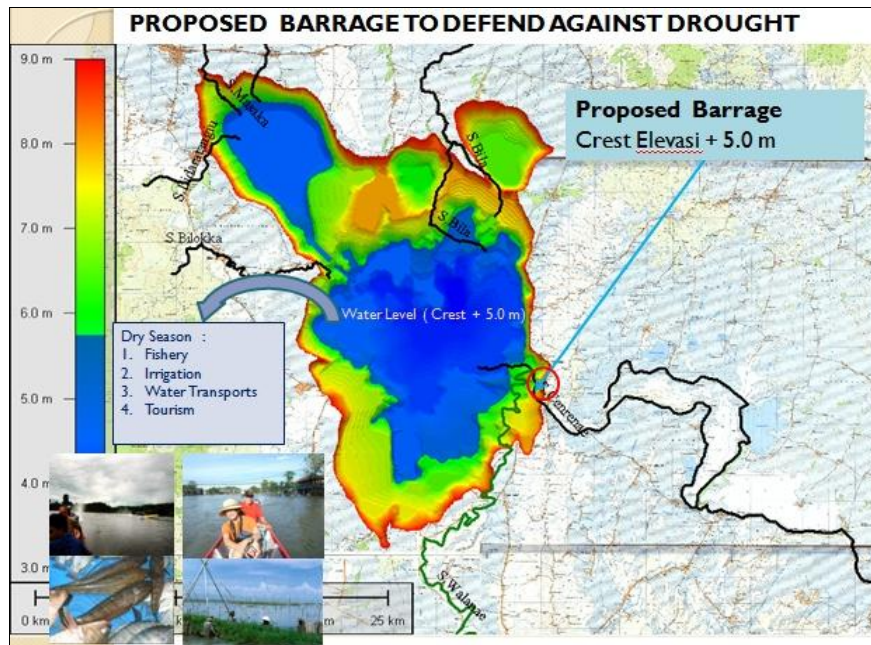 PROPOSED BARRAGE TO DEFEND AGAINST DROUGHT
9.0 m
8.0 m
7.0 m
6.0 m
5.0 m
4.0 m
3.0 m
Proposed Barrage
Crest Elevasi + 5.0 m
S. Bila
S. Bila
S. Bilokka
Water Level ( Crest + 5.0 m)
Dry Season :
1. Fishery
2. Irrigation
3. Water Transports
4. Tourism
S. Walanae
0 km
25 km